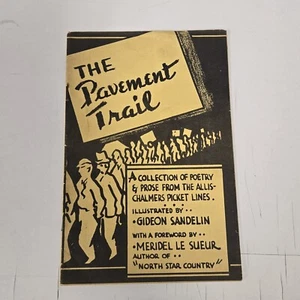 THE
Pavement
Trail
A COLLECTION OF POETRY
& PROSE FROM THE ALLIS-
CHALMERS PICKET LINES.
ILLUSTRATED BY..
•GIDEON SANDELIN
WITH A FOREWORD BY..
•MERIDEL LE SUEUR
AUTHOR OF ..
"NORTH STAR COUNTRY"